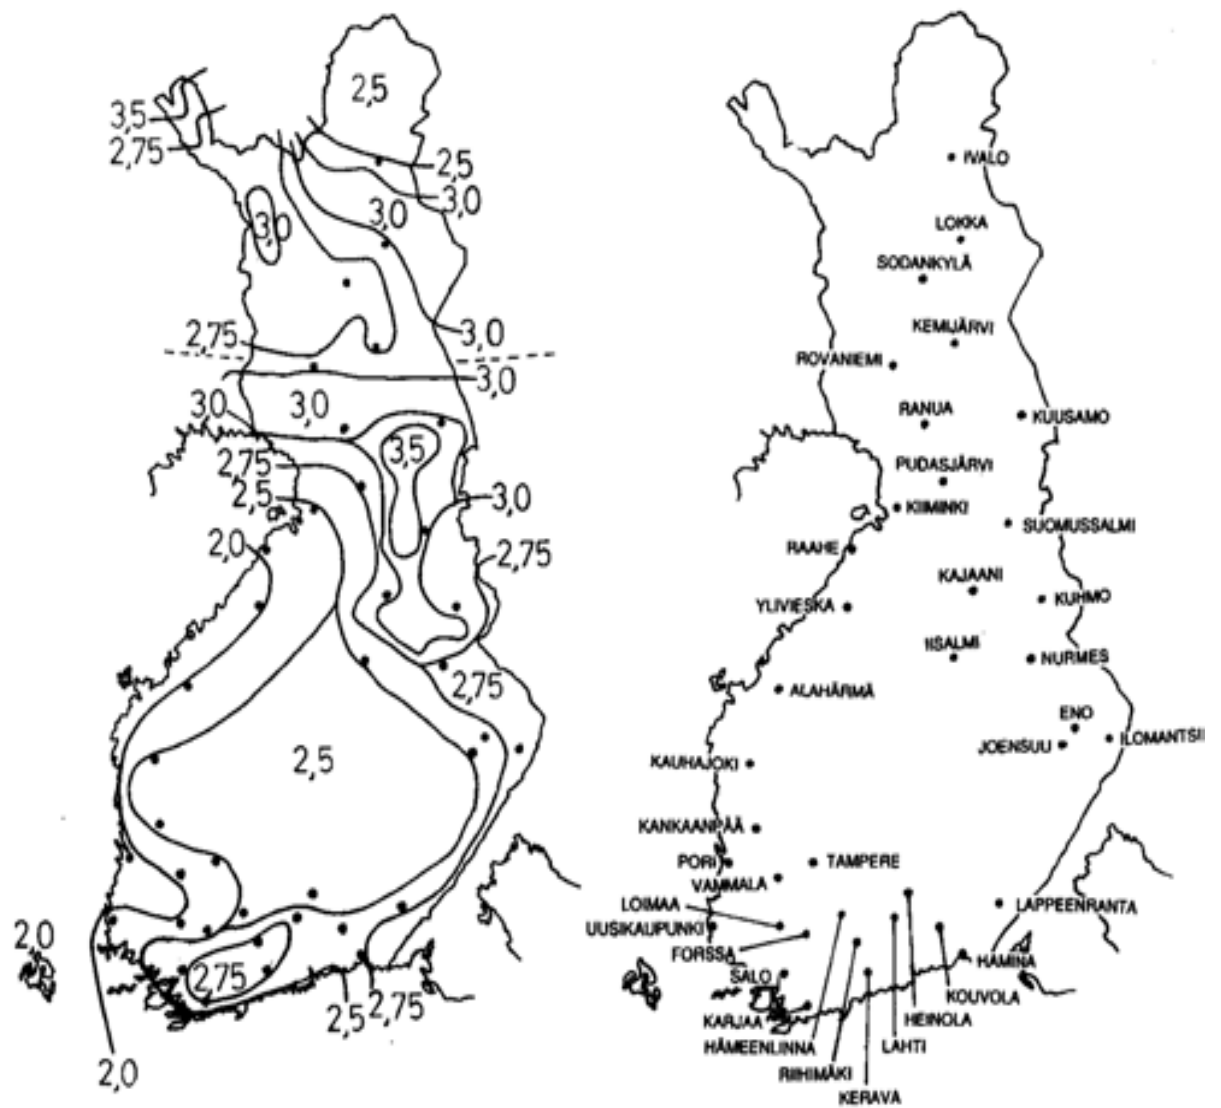 2,5
3,5
2,75
2,5
3,0
3,0
3,0
2,75
3,0
3,0
3,0
3,0
3,5
2,75
2,5
3,0
2,0
2,75
2,75
2,5
2,0
2,75
2,5
2,75
2,0
IVALO
LOKKA
SODANKYLÄ
KEMIJÄRVI
ROVANIEMI
RANUA
KUUSAMO
PUDASJÄRVI
KIIMINKI
SUOMUSSALMI
RAAHE
KAJAANI
YLIVIESKA
KUHMO
IISALMI
NURMES
ALAHÄRMÄ
ENO
JOENSUU
ILOMANTSI
KAUHAJOKI
KANKAANPÄÄ
PORI
TAMPERE
VAMMALA
LOIMAA
LAPPEENRANTA
UUSIKAUPUNKI
FORSSA
HAMINA
SALO
KOUVOLA
KARJAA
HEINOLA
HÄMEENLINNA
LAHTI
RIIHIMÄKI
KERAVA